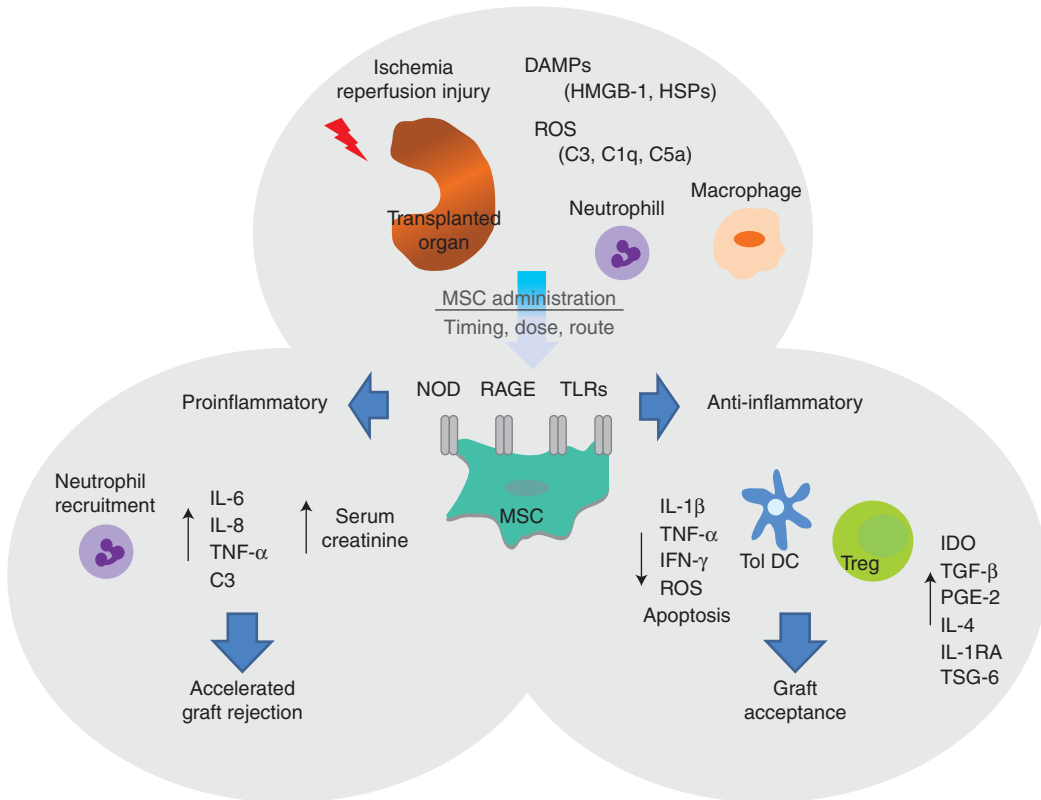 Ischemia
reperfusion injury
DAMPs
(HMGB-1, HSPs)
ROS
(C3, C1q, C5a)
Transplanted
organ
Neutrophill
Macrophage
MSC administration
Timing, dose, route
Proinflammatory
NOD RAGE TLRs
Anti-inflammatory
Neutrophil
recruitment
IL-6
IL-8
TNF-α
C3
Serum
creatinine
MSC
IL-1β
TNF-α
IFN-γ
ROS
Apoptosis
Tol DC
Treg
IDO
TGF-β
PGE-2
IL-4
IL-1RA
TSG-6
Accelerated
graft rejection
Graft
acceptance